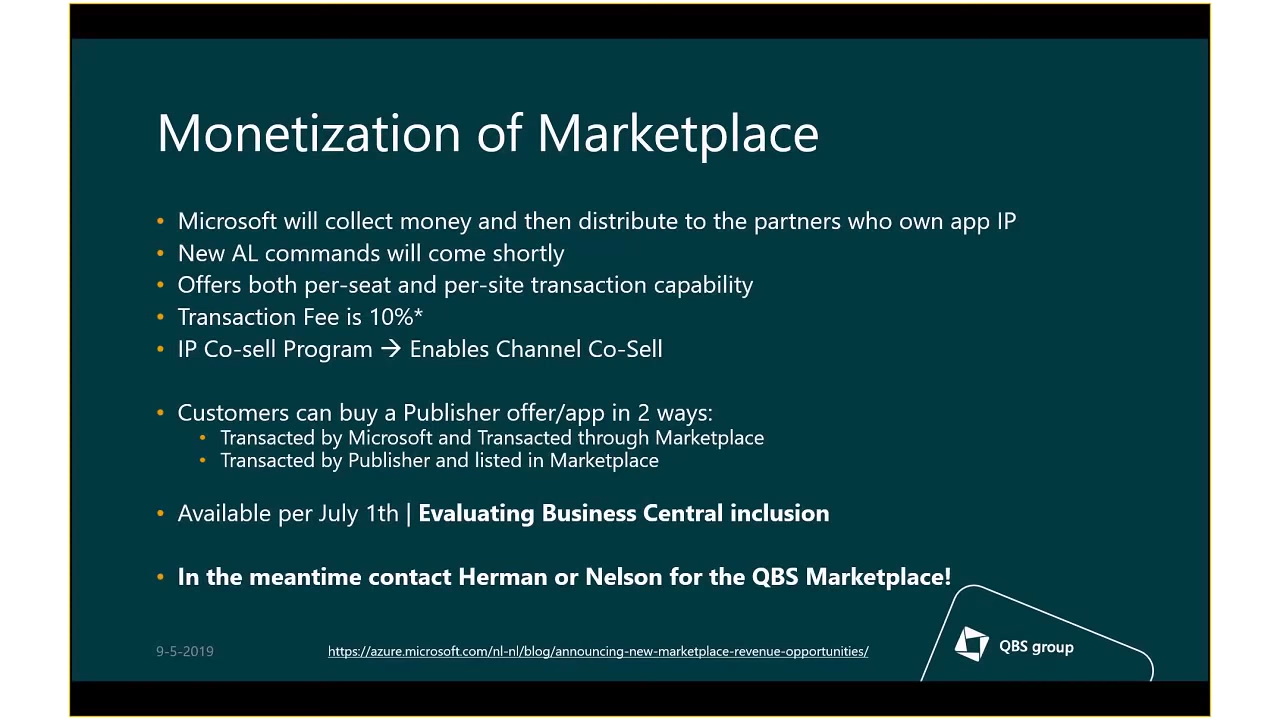 Monetization of Marketplace
• Microsoft will collect money and then distribute to the partners who own app IP
• New AL commands will come shortly
• Offers both per-seat and per-site transaction capability
• Transaction Fee is 10%*
• IP Co-sell Program → Enables Channel Co-Sell
• Customers can buy a Publisher offer/app in 2 ways:
• Transacted by Microsoft and Transacted through Marketplace
• Transacted by Publisher and listed in Marketplace
• Available per July 1th | Evaluating Business Central inclusion
• In the meantime contact Herman or Nelson for the QBS Marketplace!
9-5-2019
https://azure.microsoft.com/nl-nl/blog/announcing-new-marketplace-revenue-opportunities/
QBS group